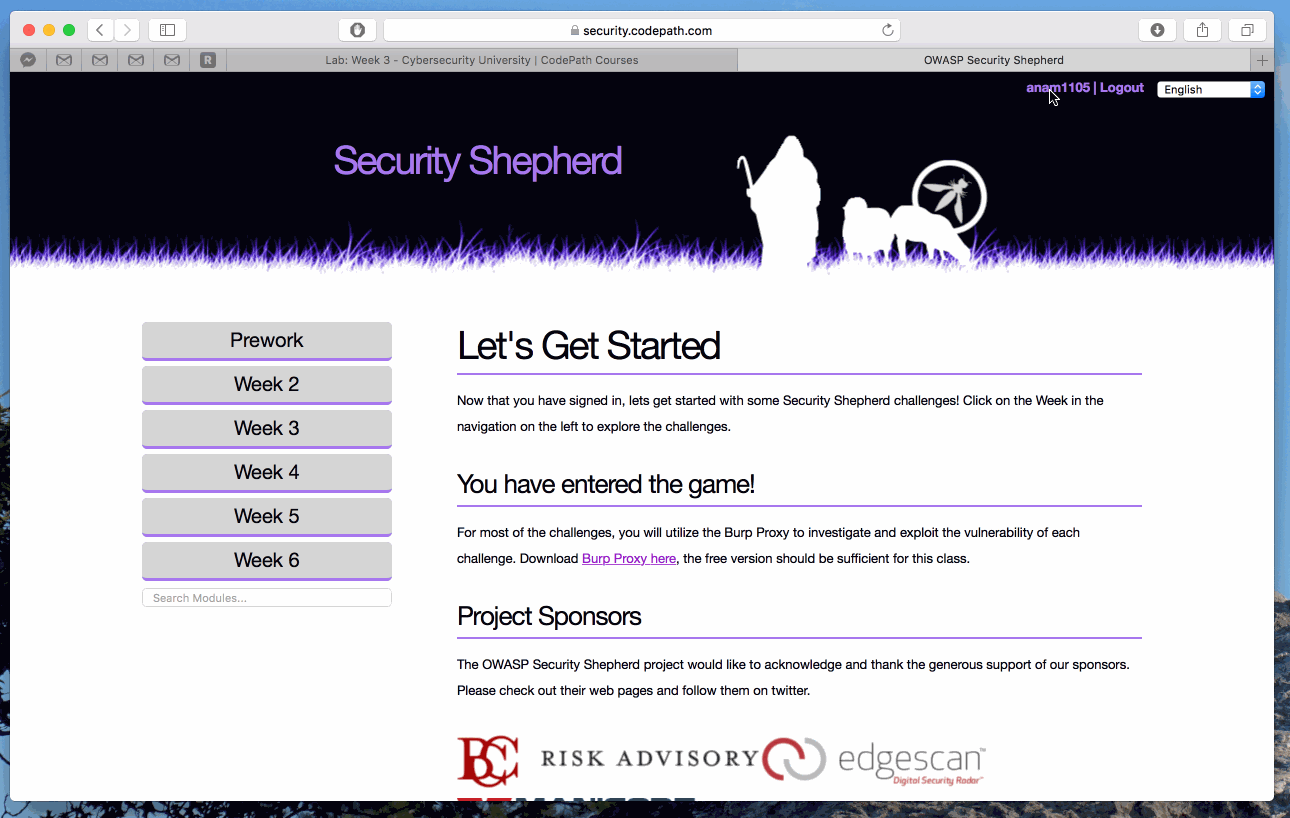 security.codepath.com
R
Lab: Week 3 - Cybersecurity University | CodePath Courses
OWASP Security Shepherd
anam1105 | Logout
English
Security Shepherd
Prework
Week 2
Week 3
Week 4
Week 5
Week 6
Search Modules...
Let's Get Started
Now that you have signed in, lets get started with some Security Shepherd challenges! Click on the Week in the
navigation on the left to explore the challenges.
You have entered the game!
For most of the challenges, you will utilize the Burp Proxy to investigate and exploit the vulnerability of each
challenge. Download Burp Proxy here, the free version should be sufficient for this class.
Project Sponsors
The OWASP Security Shepherd project would like to acknowledge and thank the generous support of our sponsors.
Please check out their web pages and follow them on twitter.
BCC RISK ADVISORY
edgescan™
Digital Security Radar™